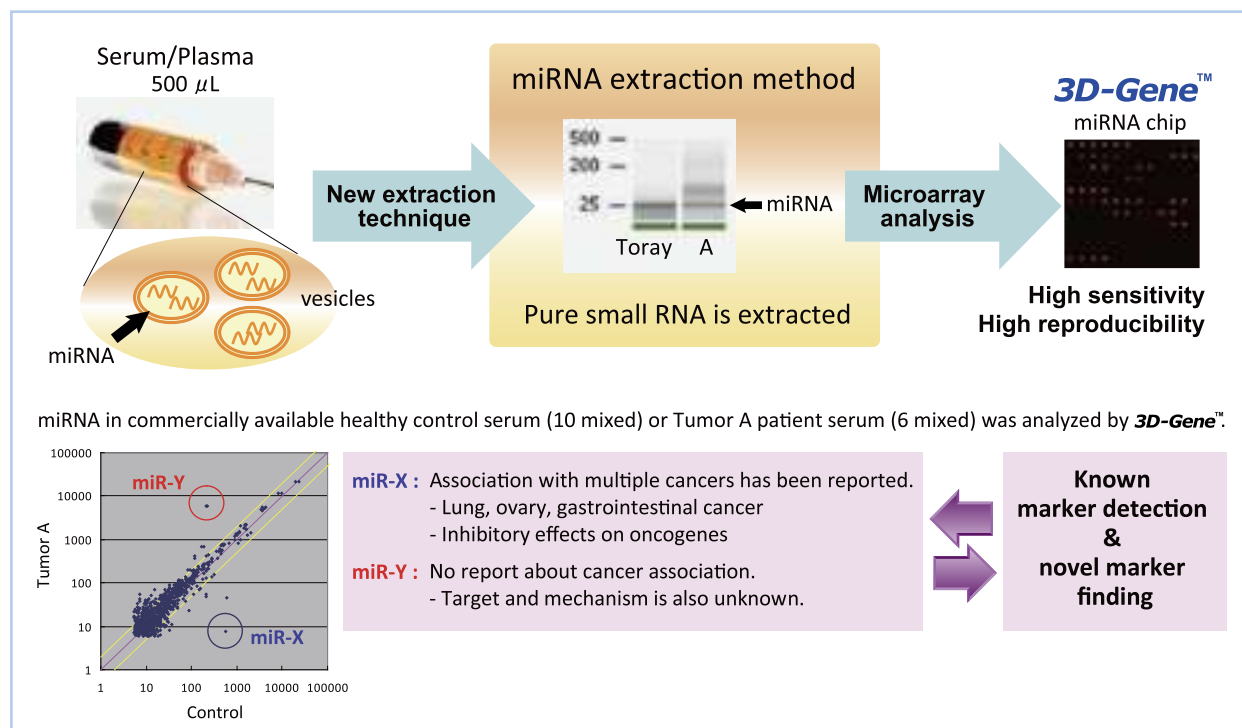 Serum/Plasma
500 μL
miRNA
vesicles
New extraction
technique
miRNA extraction method
500
200
25
miRNA
Toray A
Pure small RNA is extracted
Microarray
analysis
3D-Gene™
miRNA chip
High sensitivity
High reproducibility
miRNA in commercially available healthy control serum (10 mixed) or Tumor A patient serum (6 mixed) was analyzed by 3D-Gene™.
Tumor A
100000
10000
1000
100
10
1
miR-Y
miR-X
1 10 100 1000 10000 100000
Control
miR-X : Association with multiple cancers has been reported.
- Lung, ovary, gastrointestinal cancer
- Inhibitory effects on oncogenes
miR-Y : No report about cancer association.
- Target and mechanism is also unknown.
Known
marker detection
&
novel marker
finding